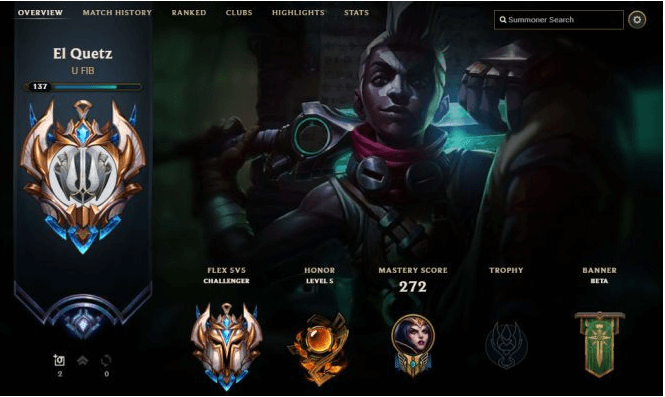 OVERVIEW MATCH HISTORY RANKED CLUBS HIGHLIGHTS STATS
Summoner Search
El Quetz
U FIB
137
FLEX 5V5 HONOR MASTERY SCORE TROPHY BANNER
CHALLENGER LEVEL 5 272 BETA
2 0